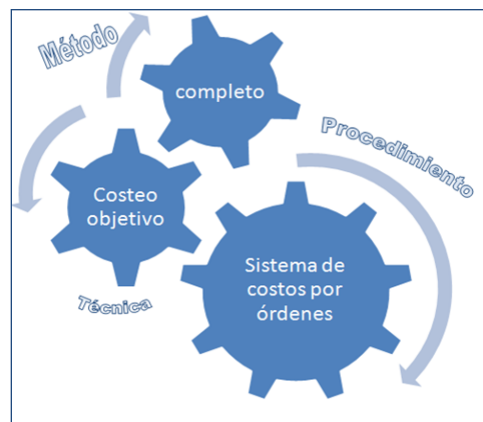 Método
completo
Procedimiento
Costeo
objetivo
Técnica
Sistema de
costos por
órdenes